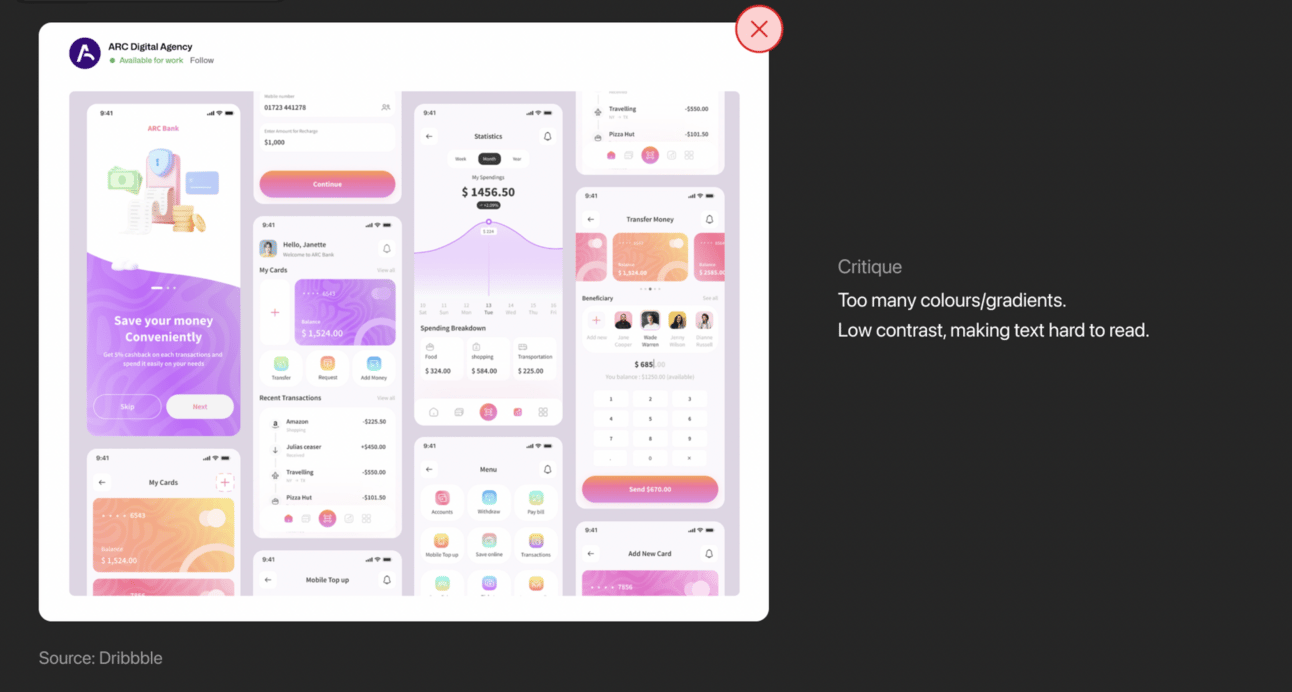 ARC Digital Agency
Available for work Follow
9:41
ARC Bank
Save your money
Conveniently
Get 5% cashback on each transactions and
spend it easily on your needs
Skip
Next
9:41
My Cards
6543
Balance
$ 1,524.00
Mobile number
01723 441278
$1,000
Continue
9:41
Hello, Janette
Welcome to ARC Bank
My Cards
View all
6541
Balance
$ 1,524.00
Transfer
Request
Add Money
Recent Transactions
View all
Amazon
-$225.50
Shopping
Julias ceaser
+$450.00
Received
Travelling
-$550.00
Pizza Hut
-$101.50
9:41
Mobile Top up
9:41
Statistics
Week
Month
Year
My Spendings
$ 1456.50
10 11 12 13 14 15 16
Sat Sun Mon Tue Wed Thu Fri
Spending Breakdown
Food
$ 324.00
shopping
$ 584.00
Transportation
$ 225.00
9:41
Menu
Accounts
Withdraw
Pay bill
Mobile Top up
Save online
Transactions
Travelling
-$550.00
Pizza Hut
-$101.50
9:41
Transfer Money
Balance
$ 1,524.00
Balance
Beneficiary
See all
Add new
Jane
Cooper
Wade
Warren
Jenny
Wilson
Dianne
Russell
$ 685.00
You balance : $1250.00 (available)
1 2 3
4 5 6
7 8 9
. 0
Send $670.00
9:41
Add New Card
7856
Critique
Too many colours/gradients.
Low contrast, making text hard to read.
Source: Dribbble